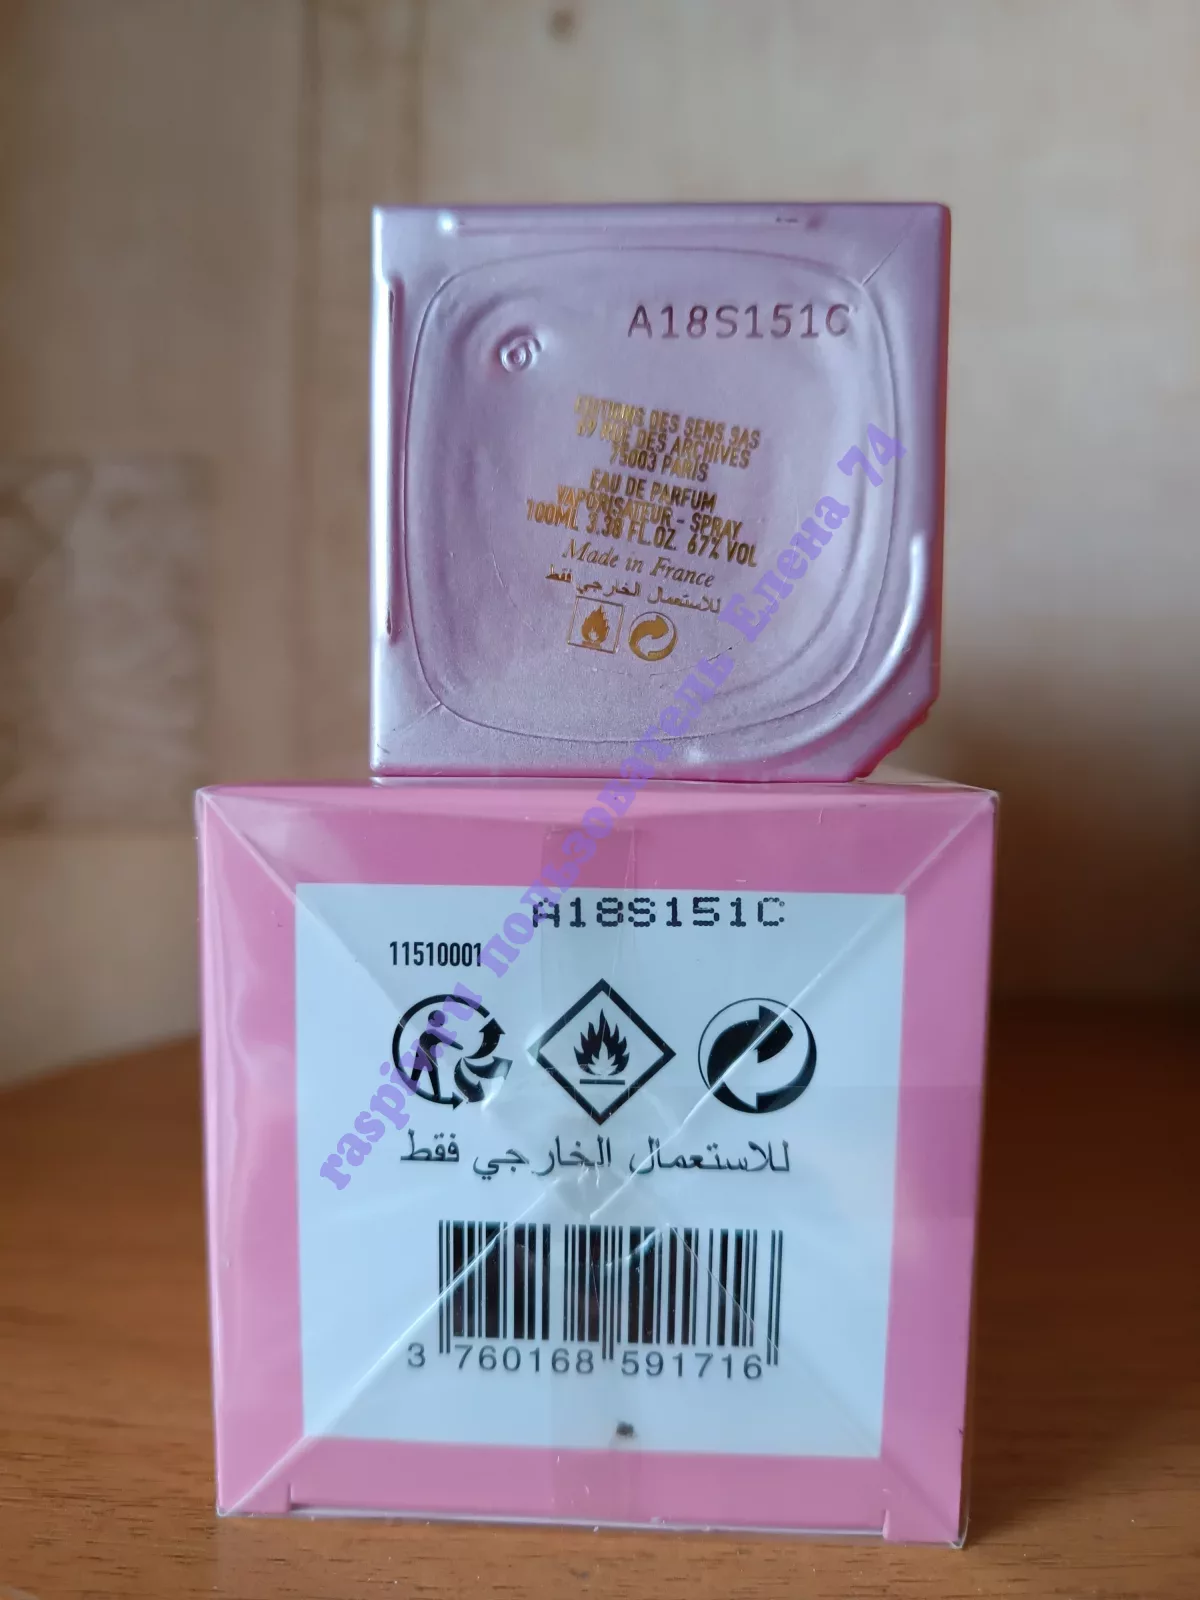 A18S151C
6
EDITIONS DES SENS SAS
RUE DES ARCHIVES
75003 PARIS
EAU DE PARFUM
VAPORISATEUR - SPRAY
100ML 3.38 FL.OZ. 67% VOL
Made in France
للاستعمال الخارجي فقط
raspiv.ru пользователь Елена 74
A18S151C
11510001
للاستعمال الخارجي فقط
3 760168 591716